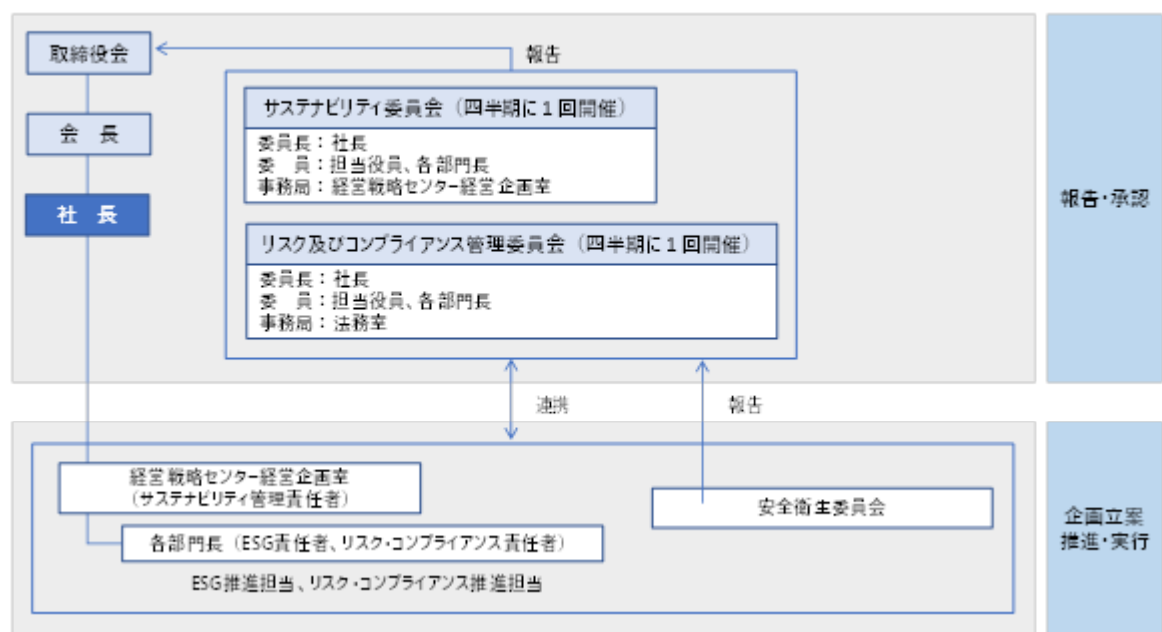 取締役会
報告
会　長
社　長
サステナビリティ委員会（四半期に１回開催）
委員長：社長
委　員：担当役員、各部門長
事務局：経営戦略センター経営企画室
リスク及びコンプライアンス管理委員会（四半期に１回開催）
委員長：社長
委　員：担当役員、各部門長
事務局：法務室
報告・承認
連携
報告
経営戦略センター経営企画室
（サステナビリティ管理責任者）
各部門長（ESG責任者、リスク・コンプライアンス責任者）
ESG推進担当、リスク・コンプライアンス推進担当
安全衛生委員会
企画立案
推進・実行